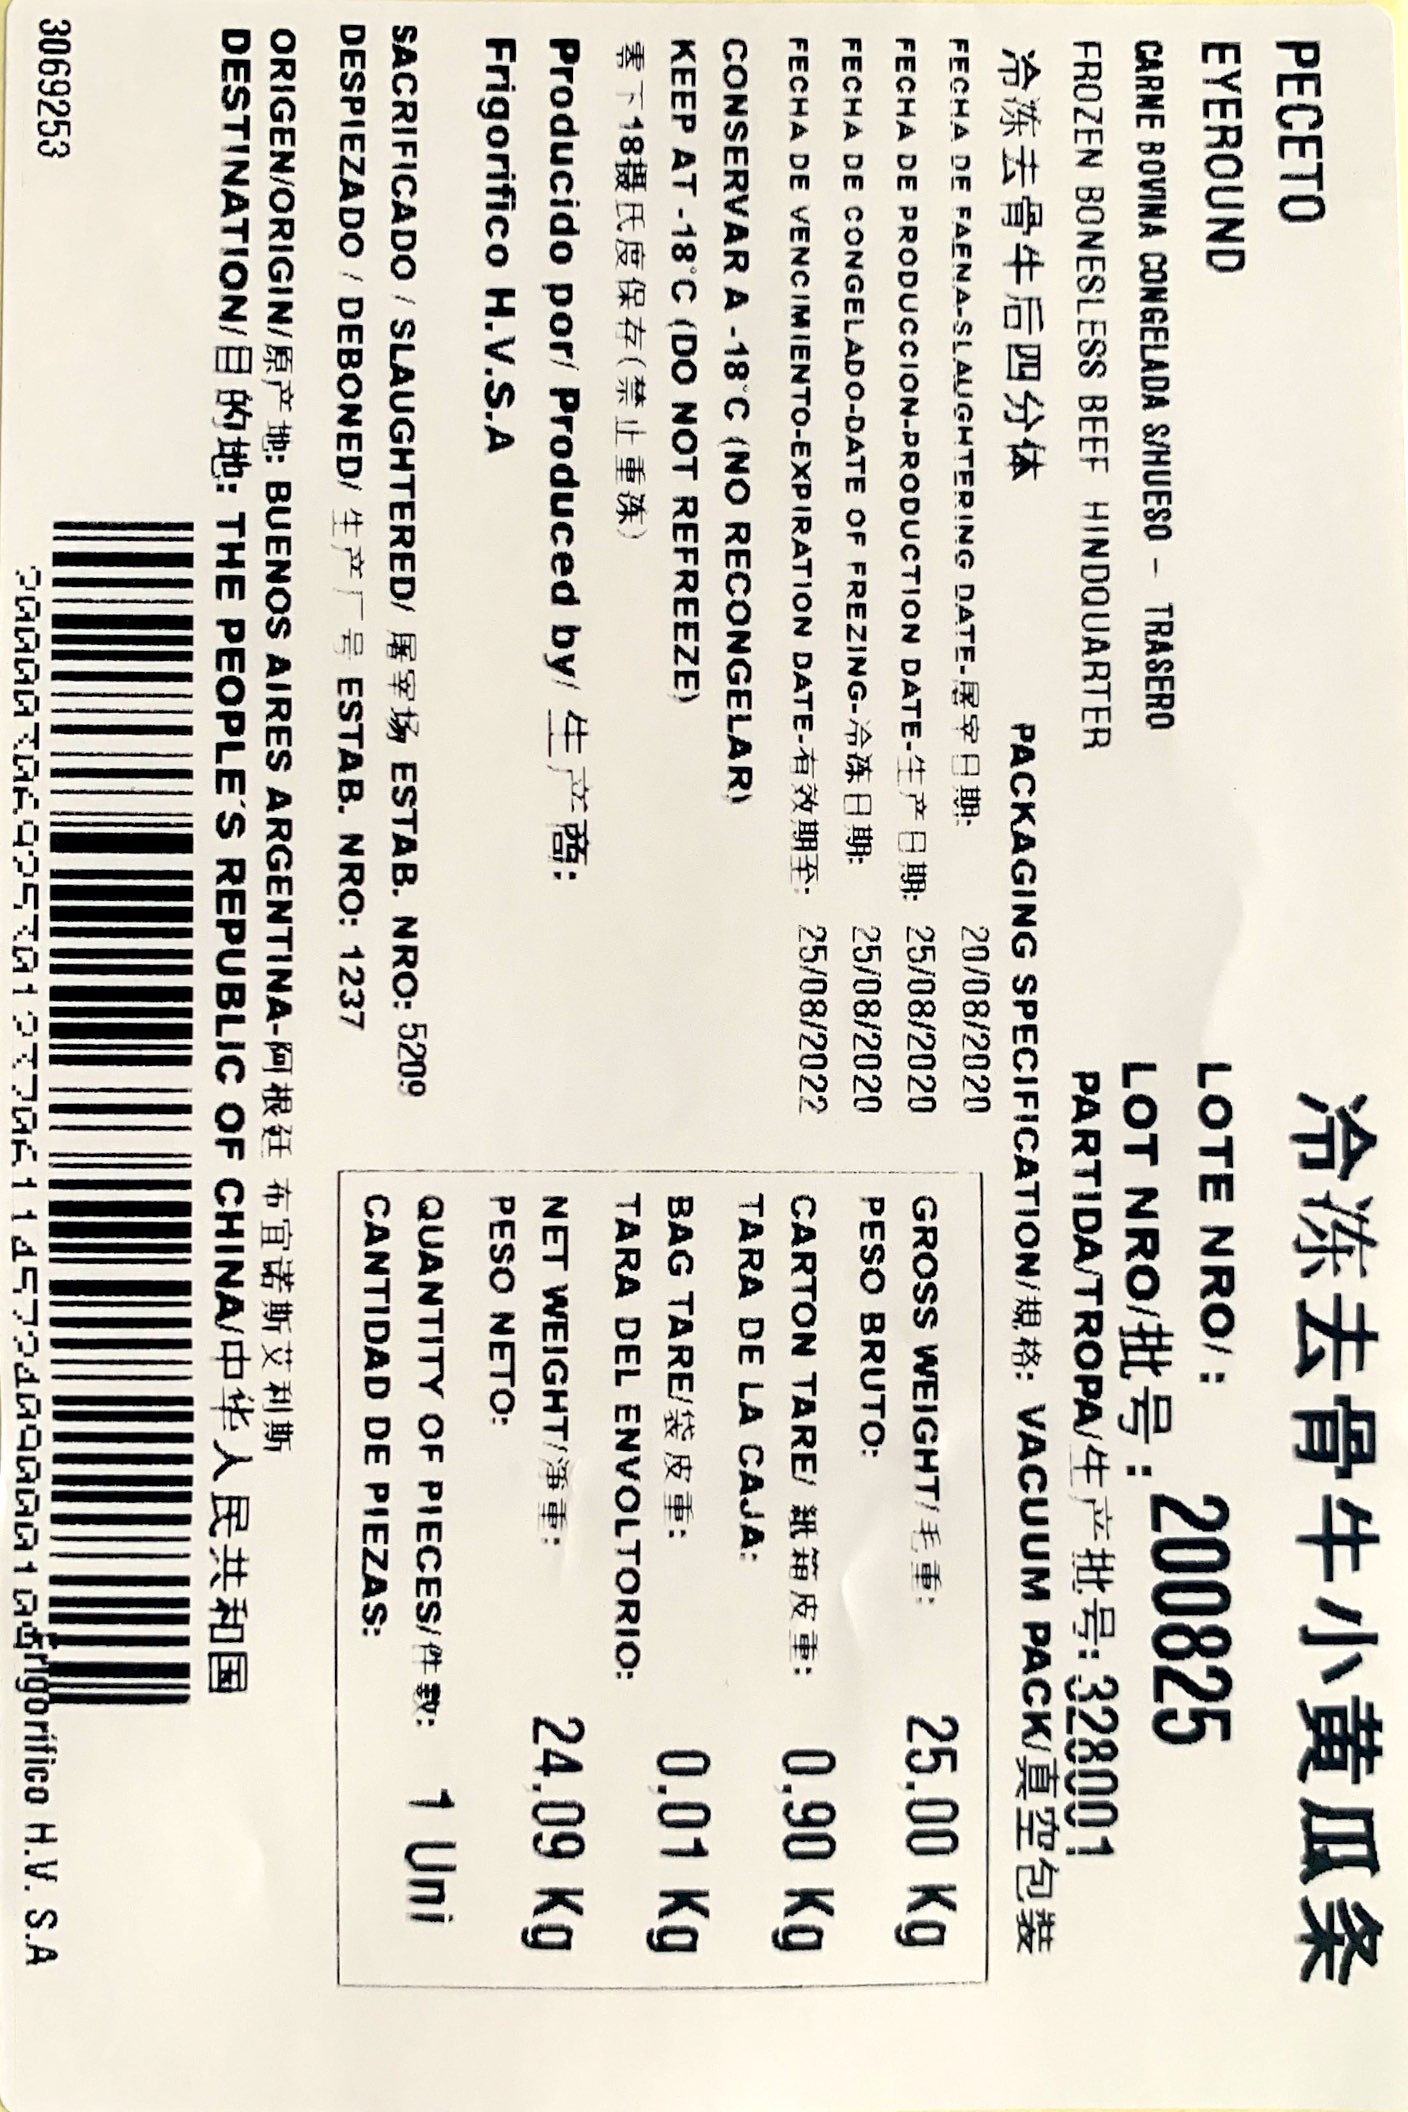 PECETO
冷冻去骨牛小黄瓜条
EYEROUND
LOTE NRO/:
CARNE BOVINA CONGELADA S/HUESO - TRASERO
LOT NRO/批号: 200825
FROZEN BONESLESS BEEF HINDQUARTER
PARTIDA/TROPA/生产批号: 328001
冷冻去骨牛后四分体
PACKAGING SPECIFICATION/規格: VACUUM PACK/真空包裝
FECHA DE FAENA-SLAUGHTERING DATE-屠宰日期: 20/08/2020
FECHA DE PRODUCCION-PRODUCTION DATE-生产日期: 25/08/2020
FECHA DE CONGELADO-DATE OF FREZING-冷冻日期: 25/08/2020
FECHA DE VENCIMIENTO-EXPIRATION DATE-有效期至: 25/08/2022
CONSERVAR A -18°C (NO RECONGELAR)
KEEP AT -18°C (DO NOT REFREEZE)
零下18摄氏度保存(禁止重冻)
Producido por/ Produced by/ 生产商:
Frigorifico H.V.S.A
SACRIFICADO / SLAUGHTERED/ 屠宰场 ESTAB. NRO: 5209
DESPIEZADO / DEBONED/ 生产厂号 ESTAB. NRO: 1237
GROSS WEIGHT/毛重: 25,00 Kg
PESO BRUTO:
CARTON TARE/ 紙箱皮重: 0,90 Kg
TARA DE LA CAJA:
BAG TARE/袋皮重: 0,01 Kg
TARA DEL ENVOLTORIO:
NET WEIGHT/淨重: 24,09 Kg
PESO NETO:
QUANTITY OF PIECES/件数: 1 Uni
CANTIDAD DE PIEZAS:
ORIGEN/ORIGIN/原产地: BUENOS AIRES ARGENTINA-阿根廷 布宜诺斯艾利斯
DESTINATION/目的地: THE PEOPLE'S REPUBLIC OF CHINA/中华人民共和国
3069253
Frigorífico H.V. S.A